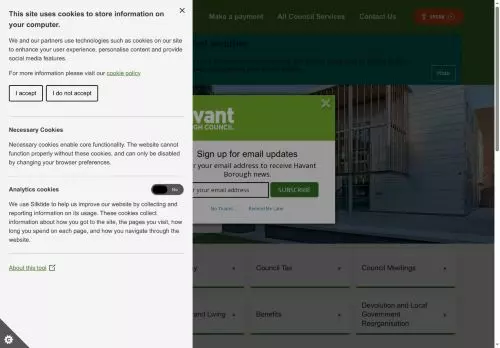 This site uses cookies to store information on your computer.
We and our partners use technologies such as cookies on our site to enhance your user experience, personalise content and provide social media features.
For more information please visit our cookie policy
I accept
I do not accept
Necessary Cookies
Necessary cookies enable core functionality. The website cannot function properly without these cookies, and can only be disabled by changing your browser preferences.
Analytics cookies
No
We use Silktide to help us improve our website by collecting and reporting information on its usage. These cookies collect information about how you got to the site, the pages you visit, how long you spend on each page, and how you navigate through the website.
About this tool
Make a payment
All Council Services
Contact Us
Hide
vant
GH COUNCIL
Sign up for email updates
your email address to receive Havant Borough news.
your email address
SUBSCRIBE
No Thanks
Remind Me Later
Council Tax
Council Meetings
and Living
Benefits
Devolution and Local Government Reorganisation